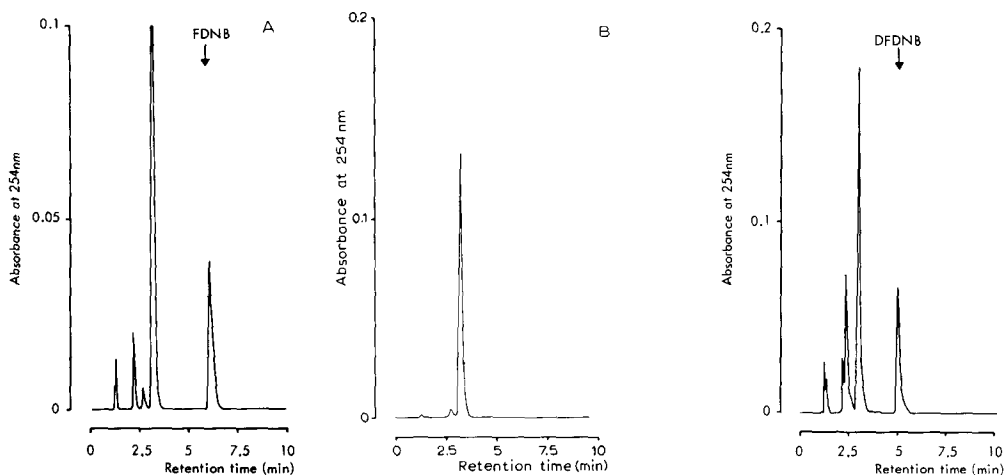 0.1
FDNB
A
0.05
0
Absorbance at 254nm
0 2.5 5 7.5 10
Retention time (min)
0.2
B
0.1
0
Absorbance at 254 nm
0 2.5 5 7.5 10
Retention time(min)
0.2
DFDNB
0.1
0
Absorbance at 254nm
0 2.5 5 7.5 10
Retention time (min)